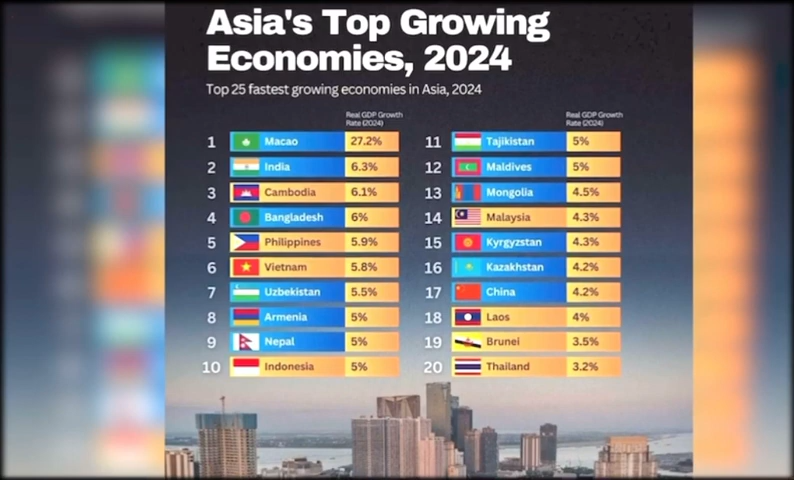 Asia's Top Growing
Economies, 2024
Top 25 fastest growing economies in Asia, 2024
Real GDP Growth
Rate (2024)
1 Macao 27.2%
2 India 6.3%
3 Cambodia 6.1%
4 Bangladesh 6%
5 Philippines 5.9%
6 Vietnam 5.8%
7 Uzbekistan 5.5%
8 Armenia 5%
9 Nepal 5%
10 Indonesia 5%
Real GDP Growth
Rate (2024)
11 Tajikistan 5%
12 Maldives 5%
13 Mongolia 4.5%
14 Malaysia 4.3%
15 Kyrgyzstan 4.3%
16 Kazakhstan 4.2%
17 China 4.2%
18 Laos 4%
19 Brunei 3.5%
20 Thailand 3.2%